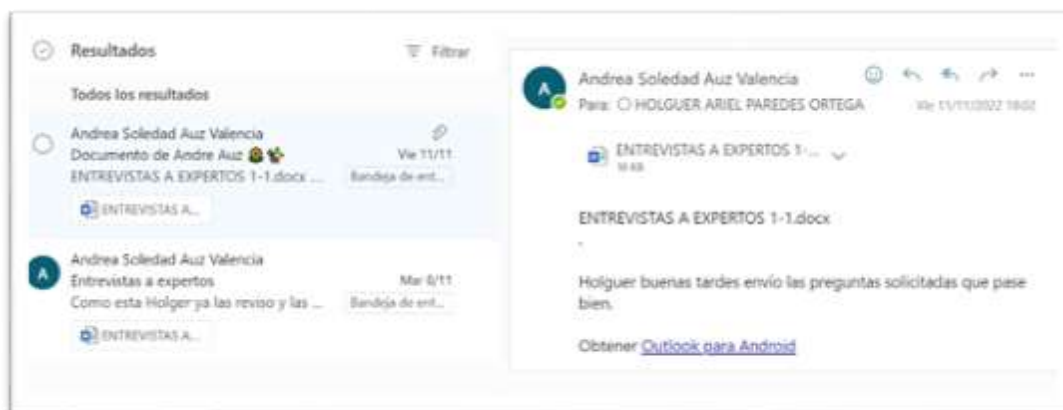 Resultados
Filtrar
Todos los resultados
Andrea Soledad Auz Valencia
Documento de Andre Auz
Vie 11/11
ENTREVISTAS A EXPERTOS 1-1.docx ...
Bandeja de ent...
ENTREVISTAS A...
A
Andrea Soledad Auz Valencia
Entrevistas a expertos
Mar 8/11
Como esta Holger ya las reviso y las ...
Bandeja de ent...
ENTREVISTAS A...
A
Andrea Soledad Auz Valencia
Para: HOLGUER ARIEL PAREDES ORTEGA
Vie 11/11/2022 18:02
ENTREVISTAS A EXPERTOS 1-...
ENTREVISTAS A EXPERTOS 1-1.docx
.
Holguer buenas tardes envío las preguntas solicitadas que pase
bien.
Obtener Outlook para Android